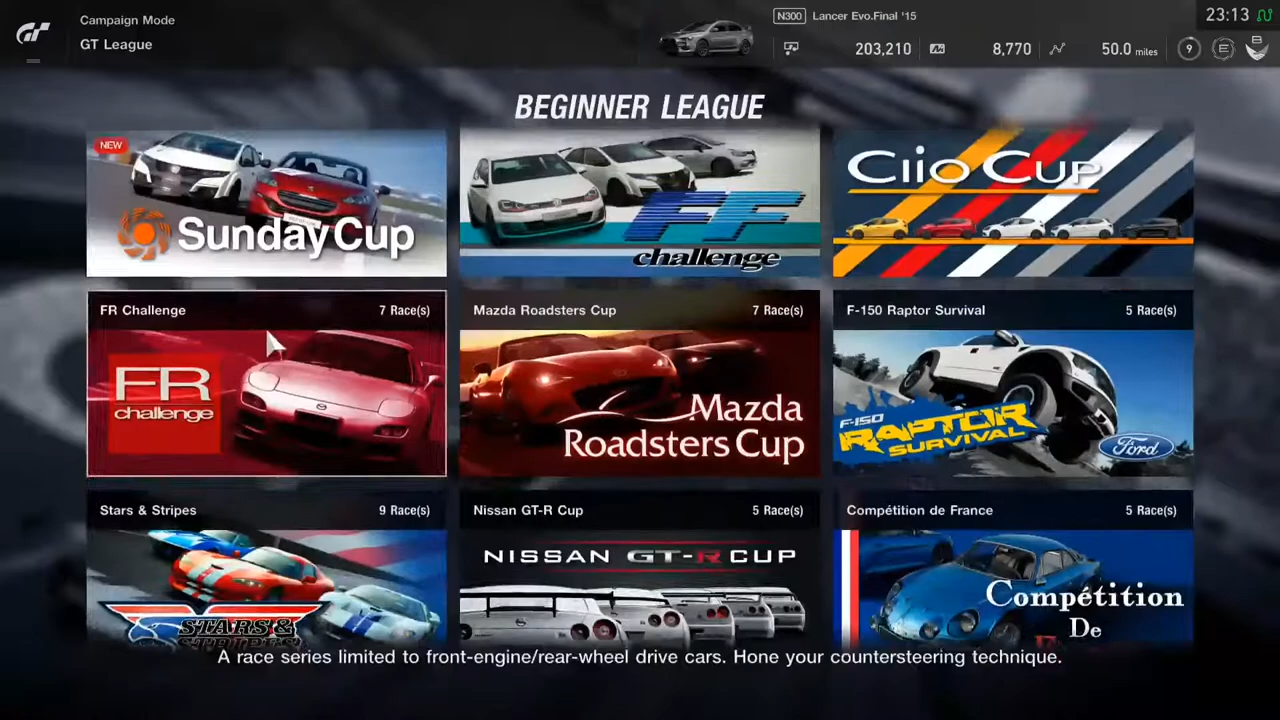 Campaign Mode
GT League
N300 Lancer Evo.Final '15
203,210
8,770
50.0 miles
23:13
9
E
B
BEGINNER LEAGUE
NEW
Sunday Cup
FF
challenge
Clio Cup
FR Challenge 7 Race(s)
FR
challenge
Mazda Roadsters Cup 7 Race(s)
Mazda
Roadsters Cup
F-150 Raptor Survival 5 Race(s)
F-150
RAPTOR
SURVIVAL
Ford
Stars & Stripes 9 Race(s)
STARS &
STRIPES
Nissan GT-R Cup 5 Race(s)
NISSAN GT-R CUP
Compétition de France 5 Race(s)
Compétition
De
A race series limited to front-engine/rear-wheel drive cars. Hone your countersteering technique.